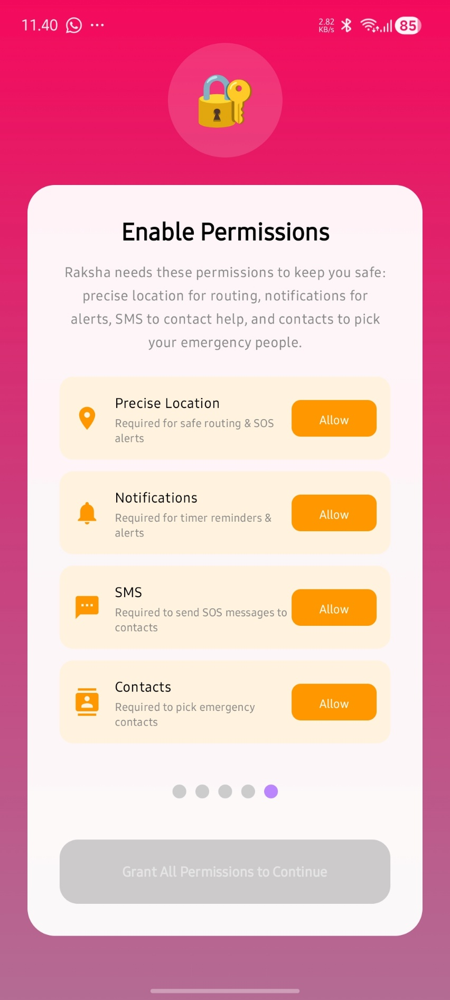 11.40
2.82
KB/s
85
Enable Permissions
Raksha needs these permissions to keep you safe:
precise location for routing, notifications for
alerts, SMS to contact help, and contacts to pick
your emergency people.
Precise Location
Required for safe routing & SOS
alerts
Allow
Notifications
Required for timer reminders &
alerts
Allow
SMS
Required to send SOS messages to
contacts
Allow
Contacts
Required to pick emergency
contacts
Allow
Grant All Permissions to Continue